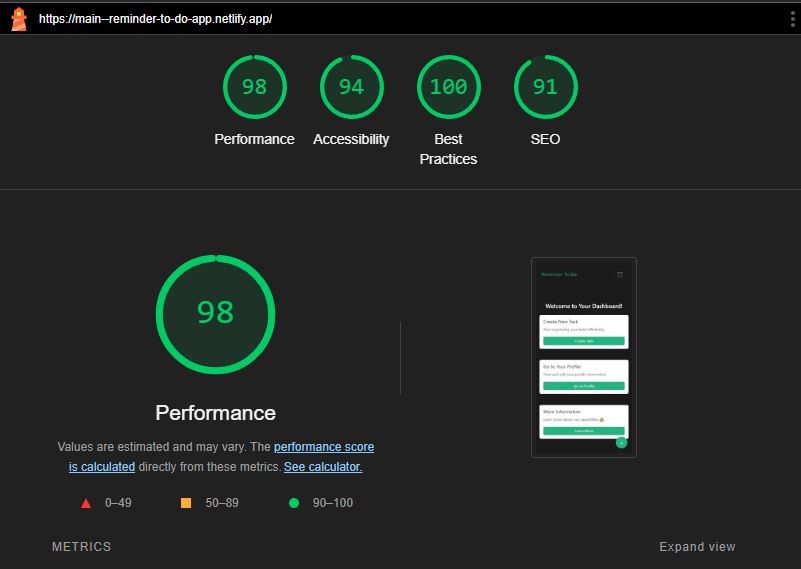 https://main--reminder-to-do-app.netlify.app/
98
94
100
91
Performance
Accessibility
Best
Practices
SEO
98
Performance
Values are estimated and may vary. The performance score
is calculated directly from these metrics. See calculator.
0–49
50–89
90–100
METRICS
Expand view
Reminder To Do
Welcome to Your Dashboard!
Create New Task
Start organizing your tasks efficiently.
Create Task
Go to Your Profile
View and edit your profile information.
Go to Profile
More Information
Learn more about our capabilities
Learn More
+